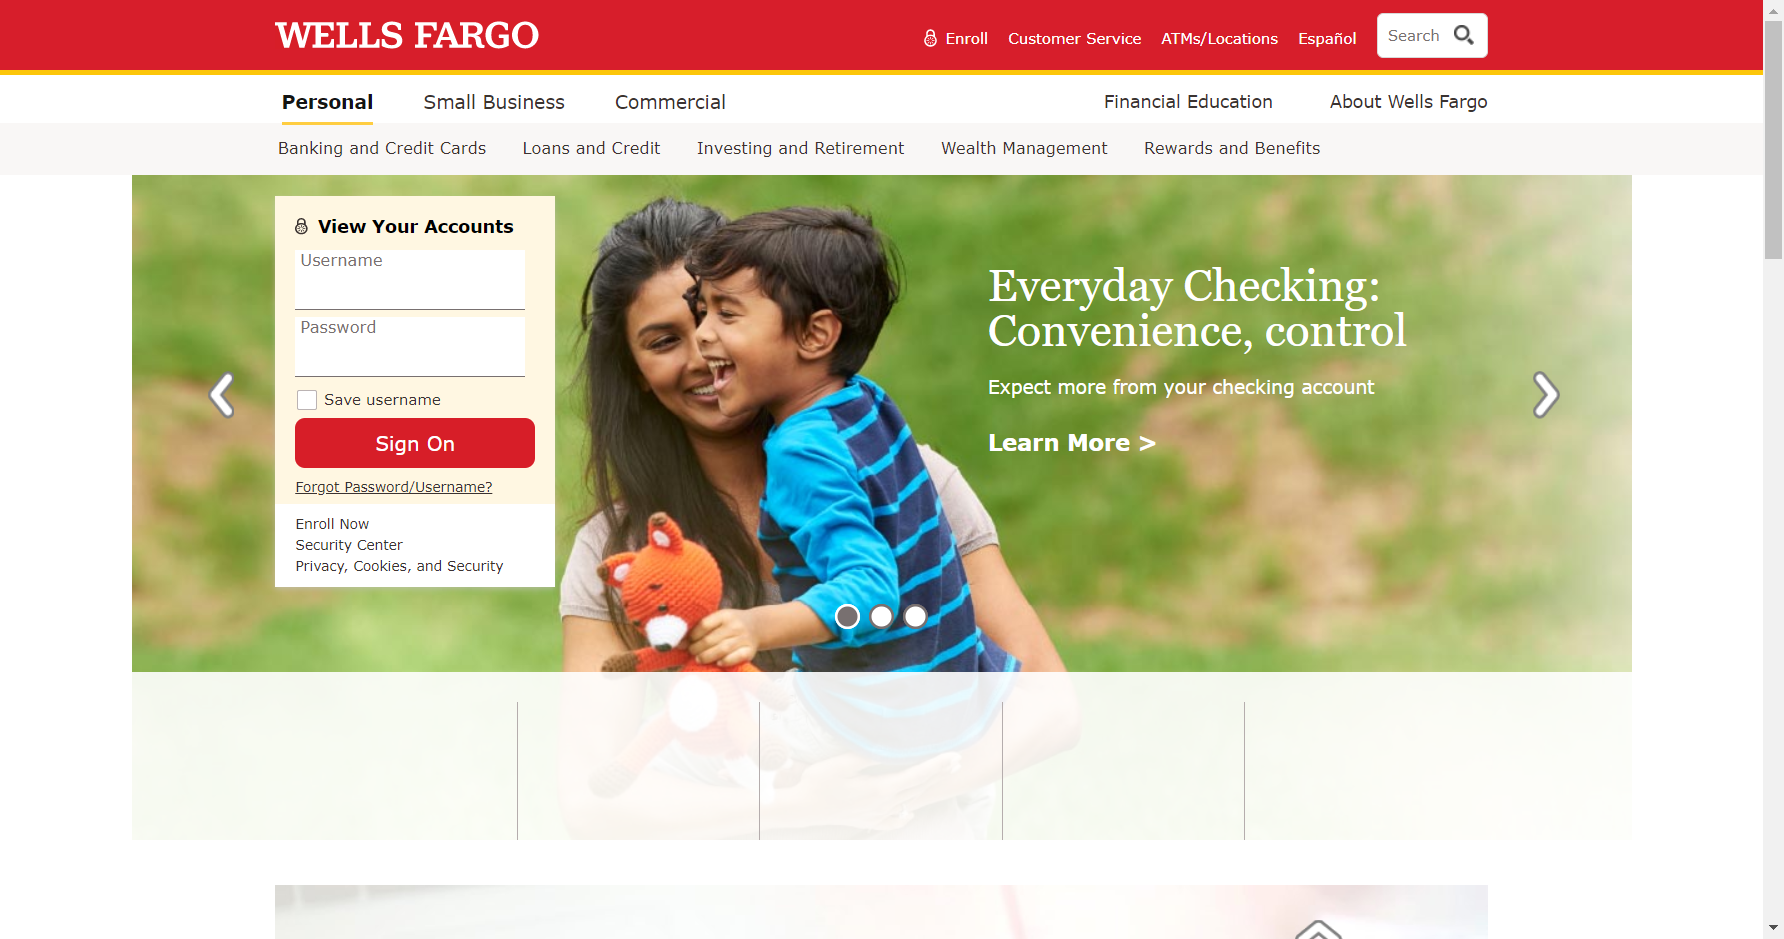 WELLS FARGO
Enroll
Customer Service
ATMs/Locations
Español
Search
Personal
Small Business
Commercial
Financial Education
About Wells Fargo
Banking and Credit Cards
Loans and Credit
Investing and Retirement
Wealth Management
Rewards and Benefits
View Your Accounts
Username
Password
Save username
Sign On
Forgot Password/Username?
Enroll Now
Security Center
Privacy, Cookies, and Security
Everyday Checking:
Convenience, control
Expect more from your checking account
Learn More >